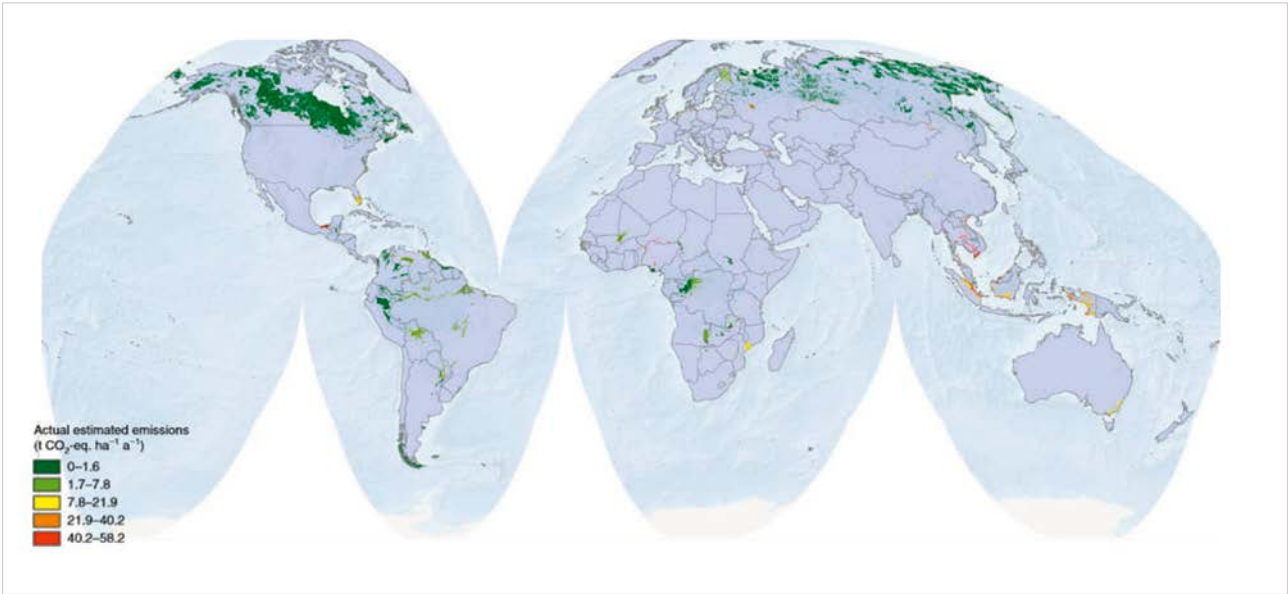 Actual estimated emissions
(t CO₂-eq. ha⁻¹ a⁻¹)
0–1.6
1.7–7.8
7.8–21.9
21.9–40.2
40.2–58.2